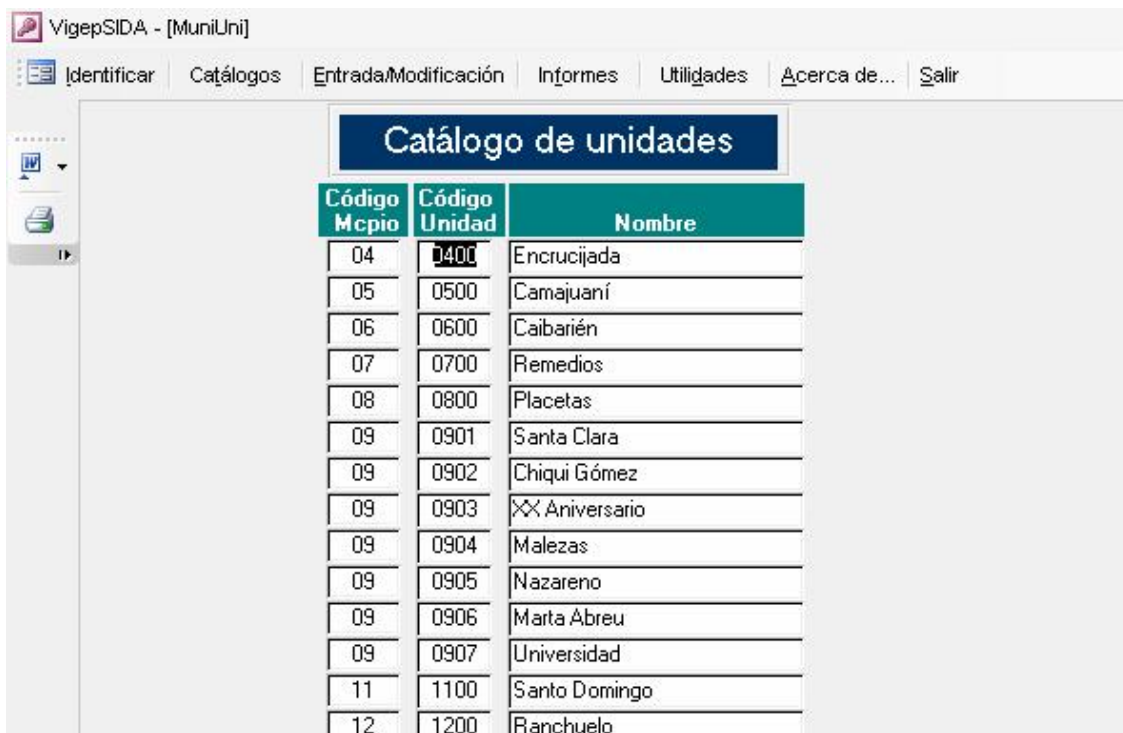 VigepSIDA - [MuniUni]
Identificar Catálogos Entrada/Modificación Informes Utilidades Acerca de... Salir
Catálogo de unidades
Código Mcpio Código Unidad Nombre
04 0400 Encrucijada
05 0500 Camajuaní
06 0600 Caibarién
07 0700 Remedios
08 0800 Placetas
09 0901 Santa Clara
09 0902 Chiqui Gómez
09 0903 XX Aniversario
09 0904 Malezas
09 0905 Nazareno
09 0906 Marta Abreu
09 0907 Universidad
11 1100 Santo Domingo
12 1200 Ranchuelo